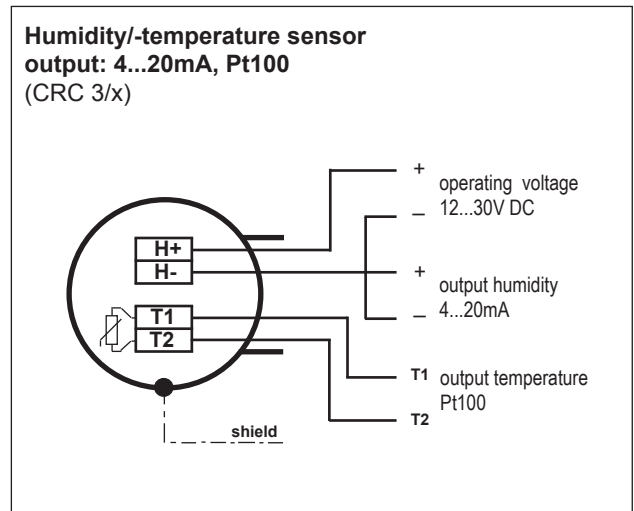 Humidity/-temperature sensor
output: 4...20mA, Pt100
(CRC 3/x)
+
operating voltage
– 12...30V DC
H+
H-
+
output humidity
– 4...20mA
T1
T2
T1 output temperature
Pt100
T2
shield